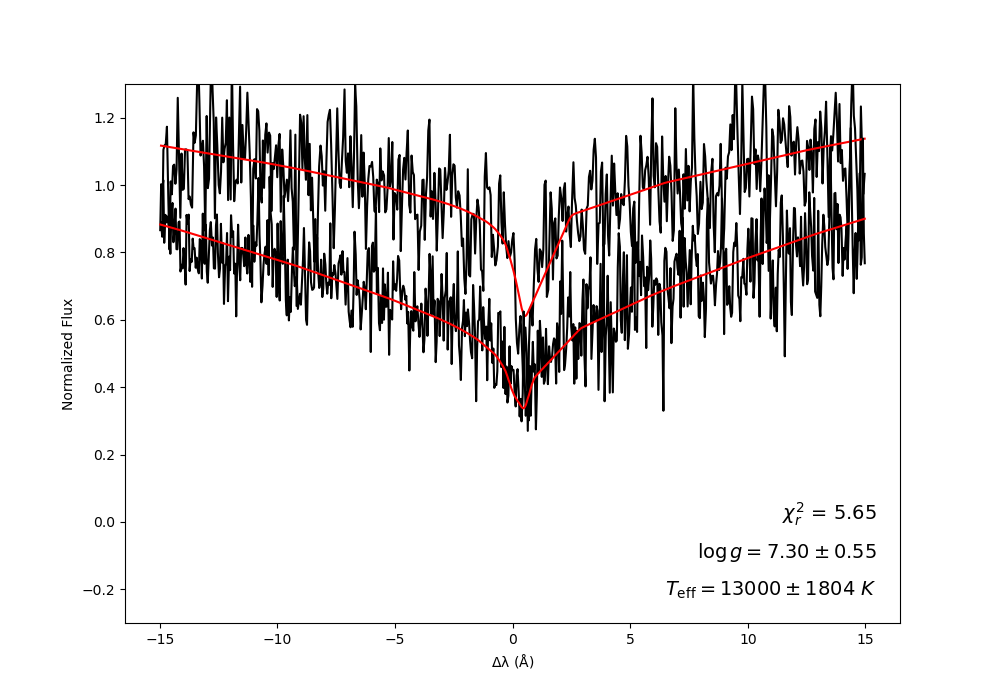 1.2
1.0
0.8
0.6
0.4
0.2
0.0
−0.2
Normalized Flux
χ²ᵣ = 5.65
log g = 7.30 ± 0.55
T_eff = 13000 ± 1804 K
−15 −10 −5 0 5 10 15
Δλ (Å)